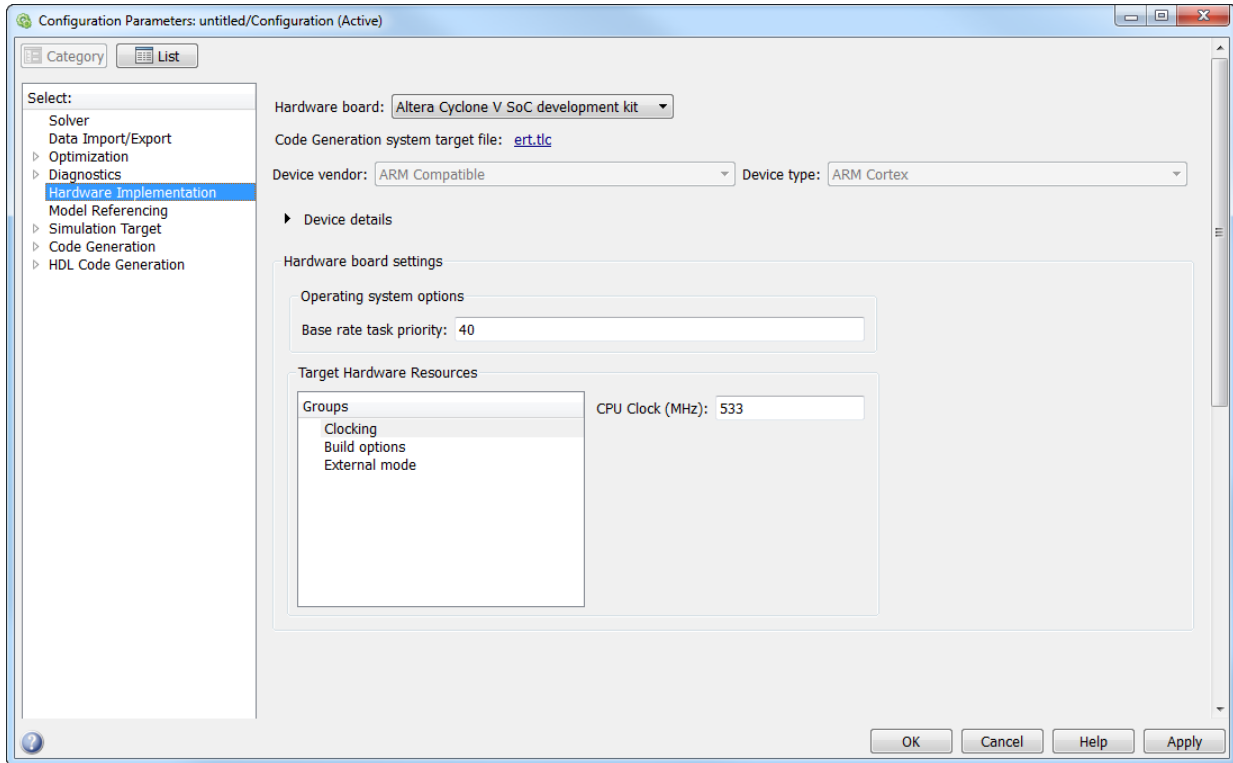 Configuration Parameters: untitled/Configuration (Active)
Category List
Select:
Solver
Data Import/Export
Optimization
Diagnostics
Hardware Implementation
Model Referencing
Simulation Target
Code Generation
HDL Code Generation
Hardware board: Altera Cyclone V SoC development kit
Code Generation system target file: ert.tlc
Device vendor: ARM Compatible Device type: ARM Cortex
Device details
Hardware board settings
Operating system options
Base rate task priority: 40
Target Hardware Resources
Groups
Clocking
Build options
External mode
CPU Clock (MHz): 533
OK Cancel Help Apply